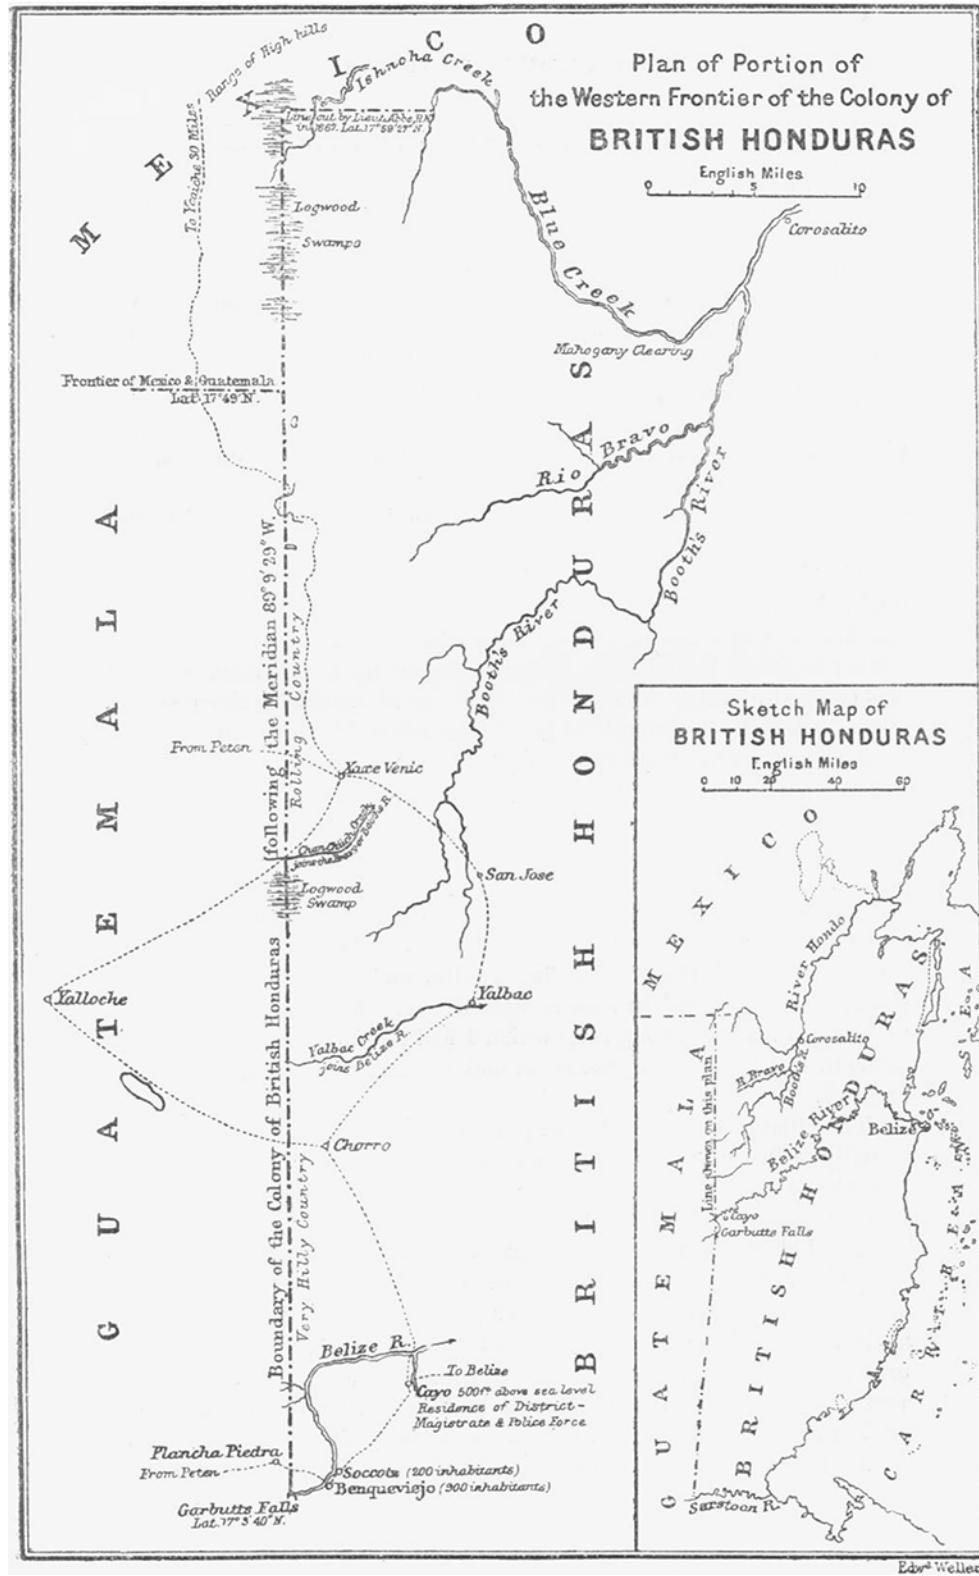 Plan of Portion of
the Western Frontier of the Colony of
BRITISH HONDURAS
English Miles
0 5 10
MEXICO
Range of High hills
Ishnoha Creek
Line cut by Lieut. Abbs, R.N.
in 1867. Lat. 17° 59' 27" N.
To Ycaiche 30 Miles
Logwood
Swamps
Blue Creek
Corosalito
Mahogany Clearing
Frontier of Mexico & Guatemala
Lat. 17° 49' N.
Rio Bravo
Booth's River
Booth's River
GUATEMALA
BRITISH HONDURAS
Boundary of the Colony of British Honduras (following the Meridian 89° 9' 29" W.
Rolling Country
From Peten
Xaxe Venic
Chan Chich Creek
San Jose
Logwood
Swamp
Yalloche
Yalbac
Yalbac Creek
joins Belize R.
Chorro
Very Hilly Country
Belize R.
To Belize
Cayo 500ft above sea level
Residence of District-
Magistrate & Police Force
Plancha Piedra
From Peten
Soccotz (200 inhabitants)
Benqueviejo (300 inhabitants)
Garbutts Falls
Lat. 17° 3' 40" N.
Sketch Map of
BRITISH HONDURAS
English Miles
0 10 20 40 60
MEXICO
River Hondo
Corosalito
R. Bravo
Booth's R.
Line shewn on this plan
Belize River
Belize
Cayo
Garbutts Falls
GUATEMALA
BRITISH HONDURAS
CARIBBEAN SEA
Sarstoon R.
Edwd. Weller